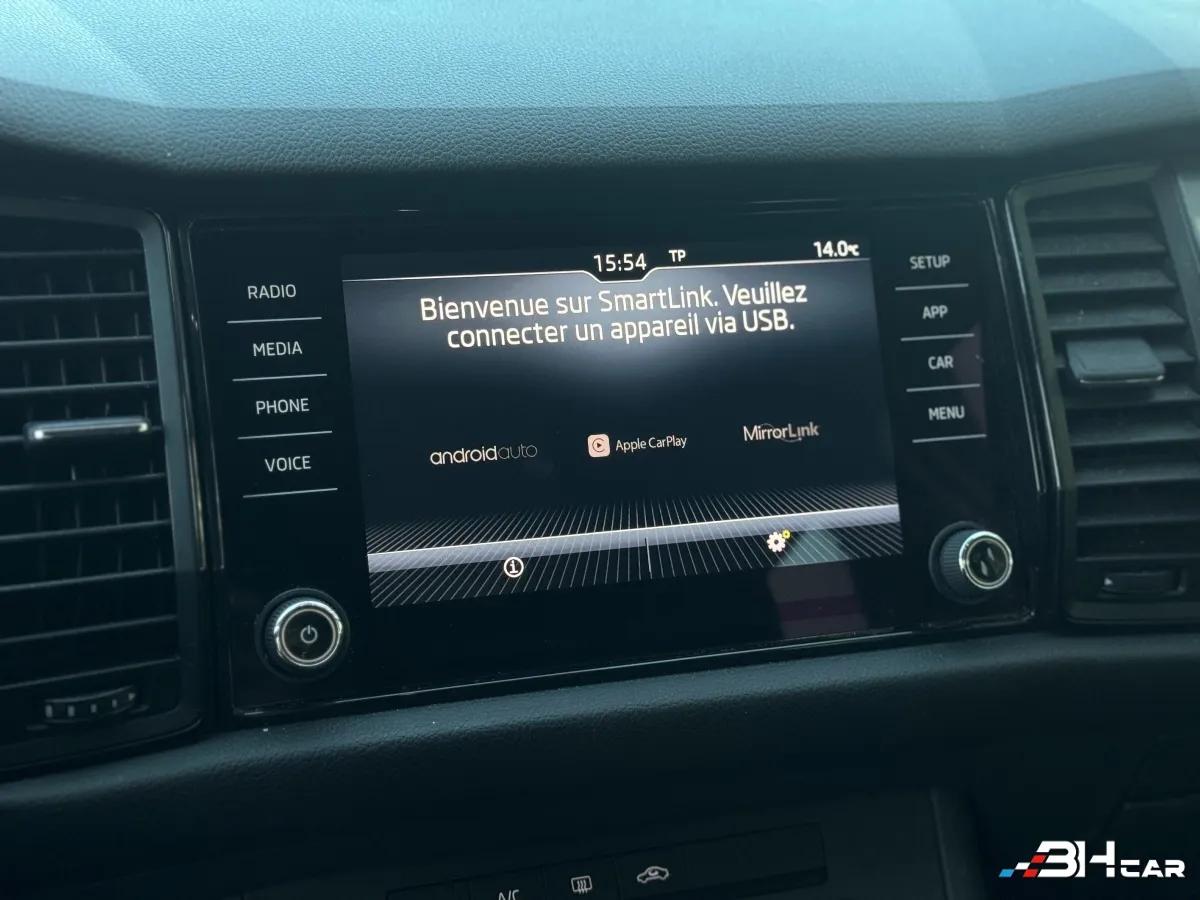 15:54 TP 14.0°C
RADIO
MEDIA
PHONE
VOICE
Bienvenue sur SmartLink. Veuillez
connecter un appareil via USB.
androidauto
Apple CarPlay
MirrorLink
SETUP
APP
CAR
MENU
A/C
3HCAR